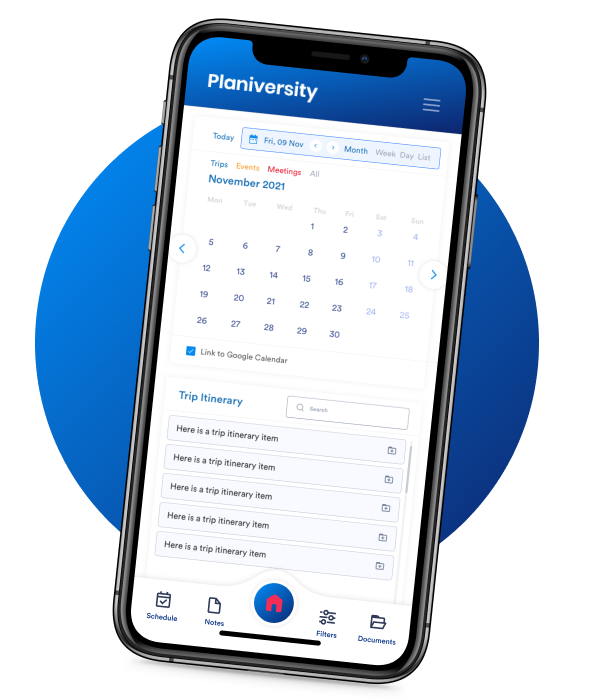 Planiversity
Today Fri, 09 Nov Month Week Day List
Trips Events Meetings All
November 2021
Mon Tue Wed Thu Fri Sat Sun
1 2 3 4
5 6 7 8 9 10 11
12 13 14 15 16 17 18
19 20 21 22 23 24 25
26 27 28 29 30
Link to Google Calendar
Trip Itinerary Search
Here is a trip itinerary item
Here is a trip itinerary item
Here is a trip itinerary item
Here is a trip itinerary item
Here is a trip itinerary item
Schedule Notes Filters Documents